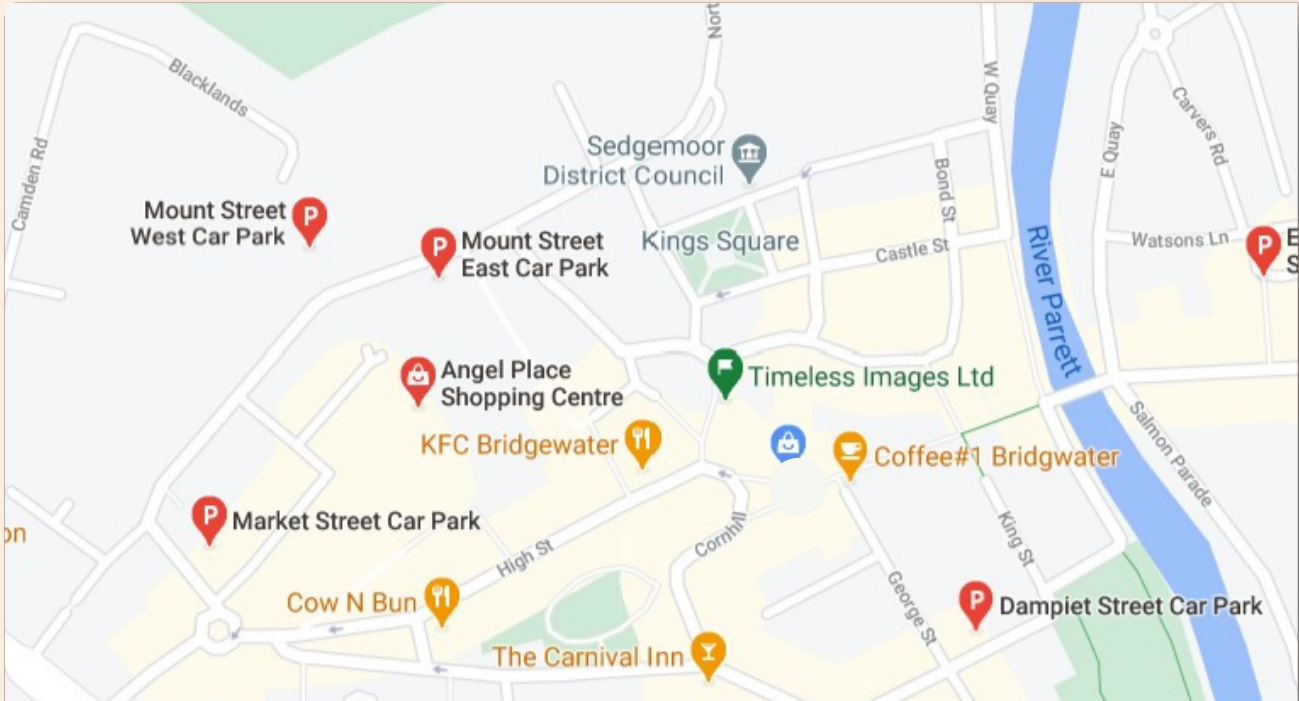 Nort
Blacklands
Camden Rd
W Quay
E Quay
Carvers Rd
Sedgemoor
District Council
Bond St
Mount Street
West Car Park
Mount Street
East Car Park
Kings Square
Castle St
River Parrett
Watsons Ln
E
S
Angel Place
Shopping Centre
Timeless Images Ltd
KFC Bridgewater
Coffee#1 Bridgwater
Salmon Parade
on
Market Street Car Park
High St
Cornhill
King St
George St
Cow N Bun
Dampiet Street Car Park
The Carnival Inn
P
P
P
P
P